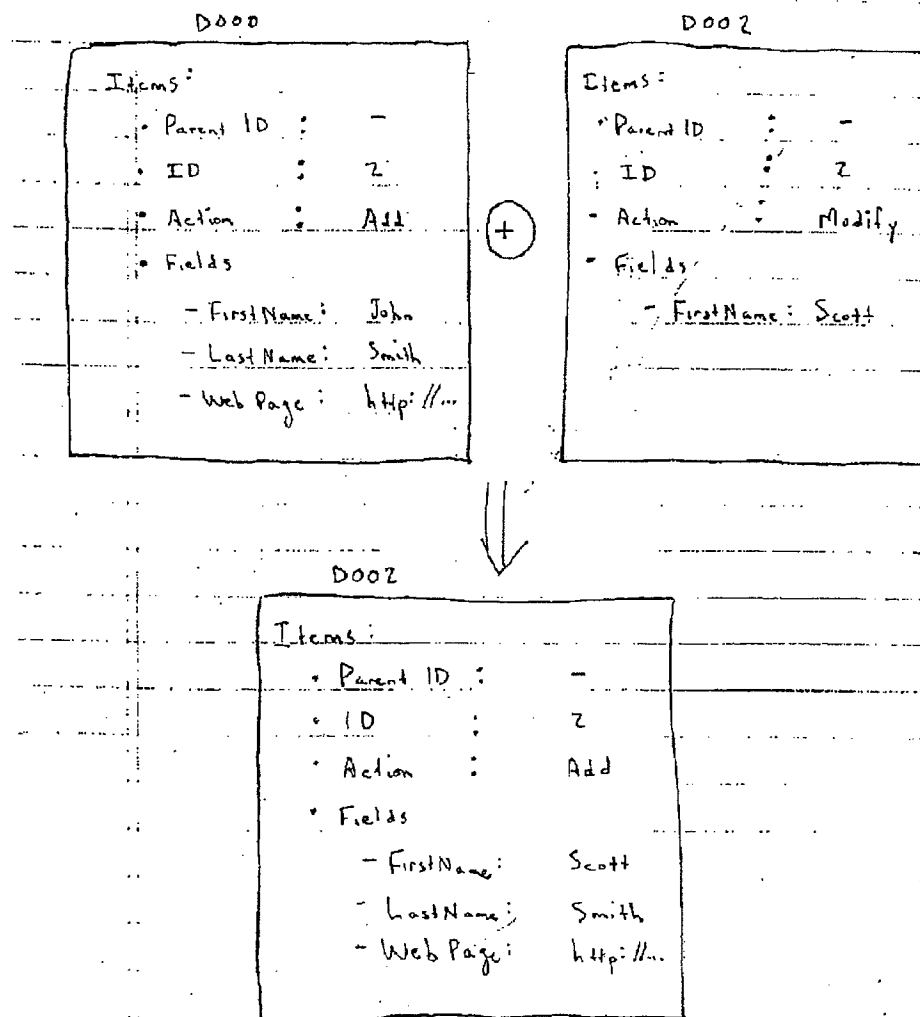 D000
Items:
• Parent ID : -
• ID : 2
• Action : Add
• Fields
- FirstName: John
- LastName: Smith
- Web Page: http://...
+
D002
Items:
• Parent ID : -
• ID : 2
- Action : Modify
- Fields
- FirstName: Scott
D002
Items:
• Parent ID : -
• ID : 2
• Action : Add
• Fields
- FirstName: Scott
- LastName: Smith
- Web Page: http://...